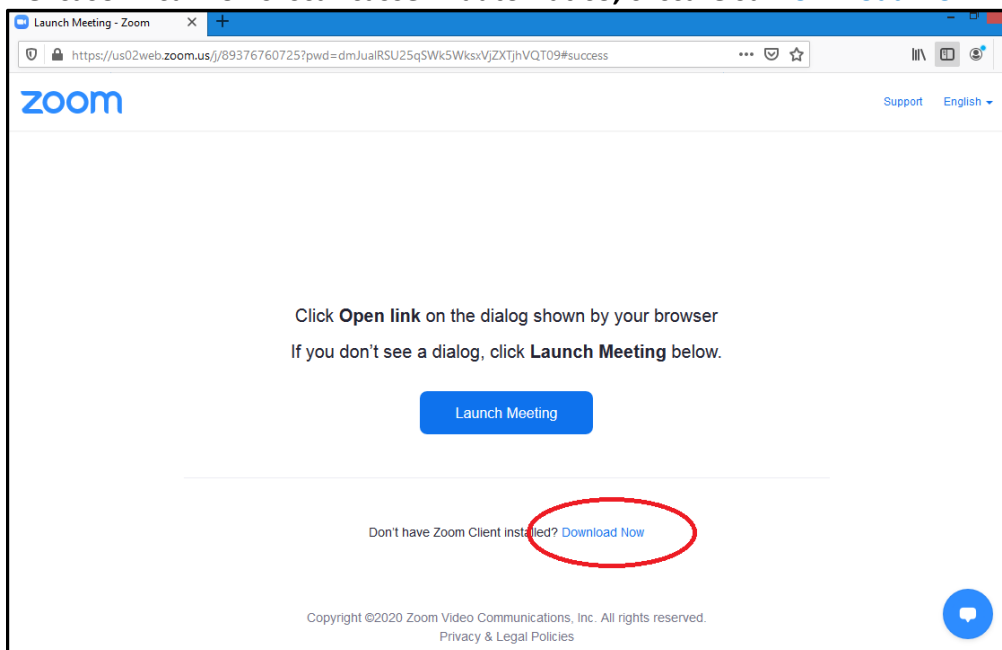 Launch Meeting - Zoom
https://us02web.zoom.us/j/89376760725?pwd=dmJualRSU25qSWk5WksxVjZXTjhVQT09#success
zoom
Support English
Click Open link on the dialog shown by your browser
If you don't see a dialog, click Launch Meeting below.
Launch Meeting
Don't have Zoom Client installed? Download Now
Copyright ©2020 Zoom Video Communications, Inc. All rights reserved.
Privacy & Legal Policies